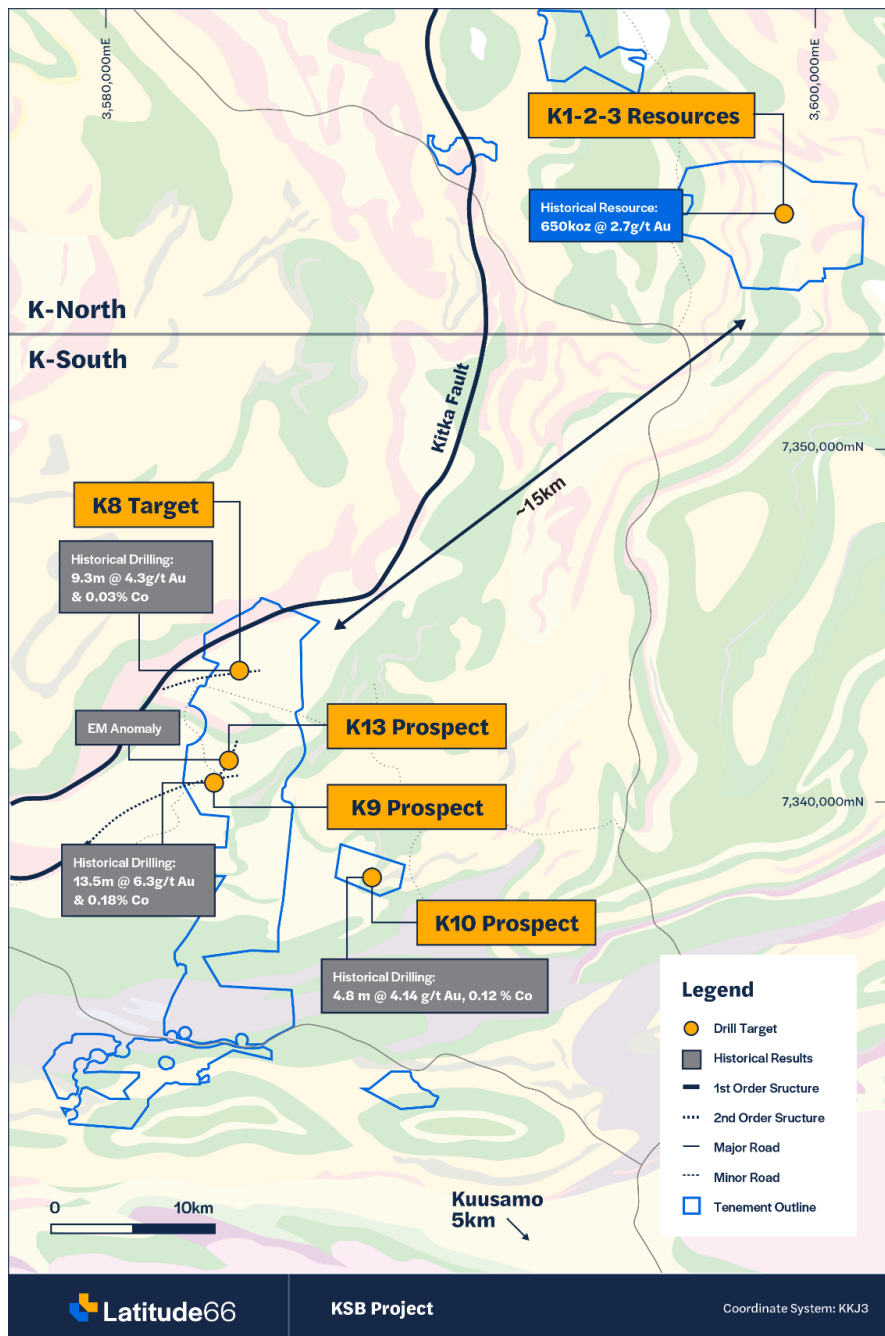 3,580,000mE
3,600,000mE
K1-2-3 Resources
Historical Resource:
650koz @ 2.7g/t Au
K-North
K-South
Kitka Fault
7,350,000mN
~15km
K8 Target
Historical Drilling:
9.3m @ 4.3g/t Au
& 0.03% Co
EM Anomaly
K13 Prospect
K9 Prospect
7,340,000mN
Historical Drilling:
13.5m @ 6.3g/t Au
& 0.18% Co
K10 Prospect
Historical Drilling:
4.8 m @ 4.14 g/t Au, 0.12 % Co
Legend
Drill Target
Historical Results
1st Order Sructure
2nd Order Sructure
Major Road
Minor Road
Tenement Outline
0 10km
Kuusamo
5km
Latitude66
KSB Project
Coordinate System: KKJ3